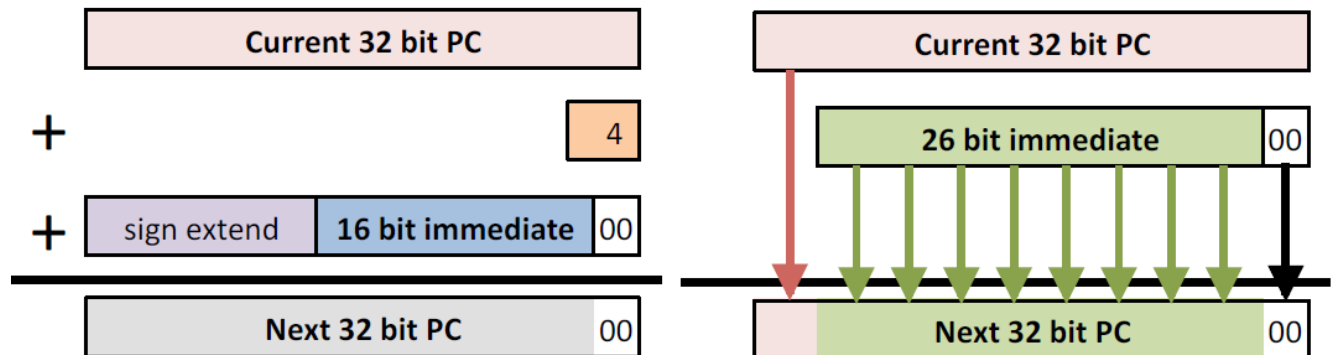 Current 32 bit PC
+ 4
+ sign extend 16 bit immediate 00
Next 32 bit PC 00
Current 32 bit PC
26 bit immediate 00
Next 32 bit PC 00